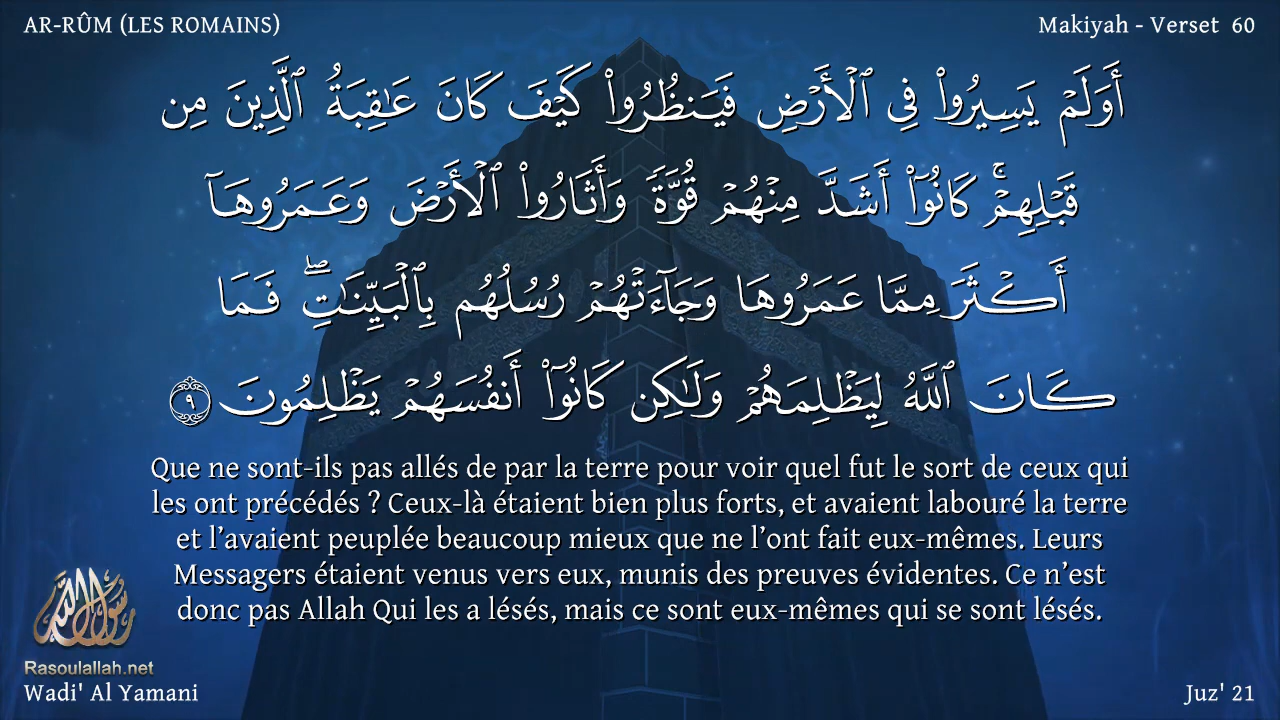 AR-RÛM (LES ROMAINS)
Makiyah - Verset 60
أَوَلَمْ يَسِيرُوا۟ فِى ٱلْأَرْضِ فَيَنظُرُوا۟ كَيْفَ كَانَ عَـٰقِبَةُ ٱلَّذِينَ مِن
قَبْلِهِمْ ۚ كَانُوٓا۟ أَشَدَّ مِنْهُمْ قُوَّةً وَأَثَارُوا۟ ٱلْأَرْضَ وَعَمَرُوهَآ
أَكْثَرَ مِمَّا عَمَرُوهَا وَجَآءَتْهُمْ رُسُلُهُم بِٱلْبَيِّنَـٰتِ ۖ فَمَا
كَانَ ٱللَّهُ لِيَظْلِمَهُمْ وَلَـٰكِن كَانُوٓا۟ أَنفُسَهُمْ يَظْلِمُونَ ٩
Que ne sont-ils pas allés de par la terre pour voir quel fut le sort de ceux qui
les ont précédés ? Ceux-là étaient bien plus forts, et avaient labouré la terre
et l’avaient peuplée beaucoup mieux que ne l’ont fait eux-mêmes. Leurs
Messagers étaient venus vers eux, munis des preuves évidentes. Ce n’est
donc pas Allah Qui les a lésés, mais ce sont eux-mêmes qui se sont lésés.
رسول الله
Rasoulallah.net
Wadi' Al Yamani
Juz' 21